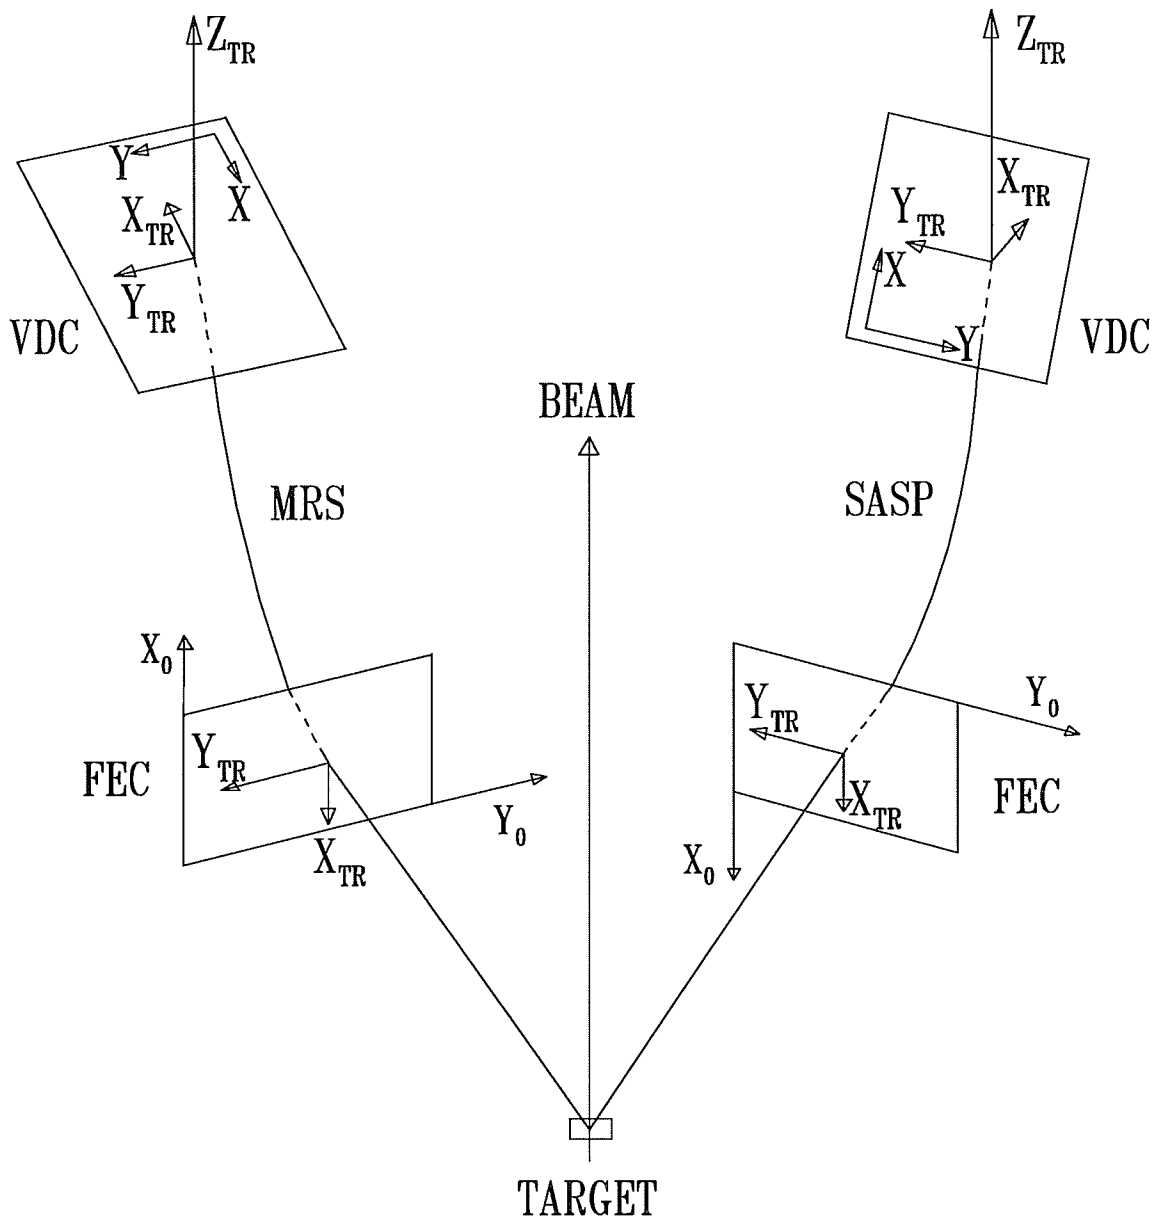 Z_TR
Z_TR
Y
X
X_TR
Y_TR
X_TR
Y_TR
X
Y
VDC
VDC
BEAM
MRS
SASP
X_0
Y_TR
FEC
X_TR
Y_0
Y_TR
Y_0
X_TR
FEC
X_0
TARGET